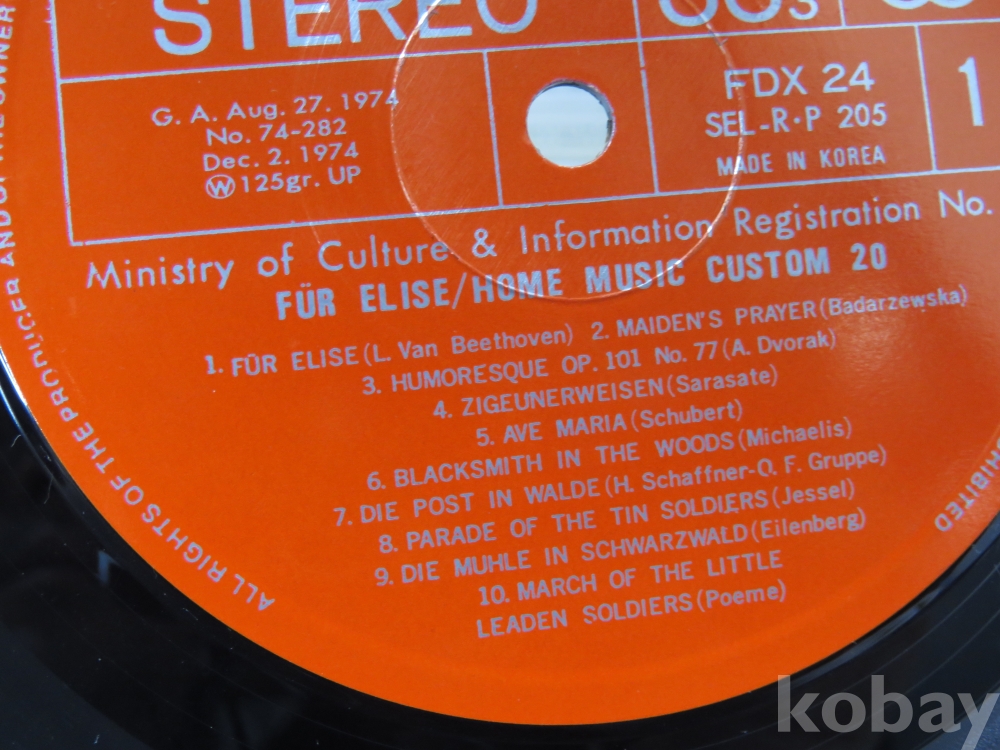 STEREO
G. A. Aug. 27. 1974
No. 74-282
Dec. 2. 1974
Ⓦ 125gr. UP
FDX 24
SEL-R·P 205
MADE IN KOREA
1
Ministry of Culture & Information Registration No.
FÜR ELISE/HOME MUSIC CUSTOM 20
1. FÜR ELISE (L. Van Beethoven) 2. MAIDEN'S PRAYER (Badarzewska)
3. HUMORESQUE OP. 101 No. 77 (A. Dvorak)
4. ZIGEUNERWEISEN (Sarasate)
5. AVE MARIA (Schubert)
6. BLACKSMITH IN THE WOODS (Michaelis)
7. DIE POST IN WALDE (H. Schaffner-O. F. Gruppe)
8. PARADE OF THE TIN SOLDIERS (Jessel)
9. DIE MUHLE IN SCHWARZWALD (Eilenberg)
10. MARCH OF THE LITTLE
LEADEN SOLDIERS (Poerne)
ALL RIGHTS OF THE PRODUCER AND OF THE OWNER
HIBITED
kobay